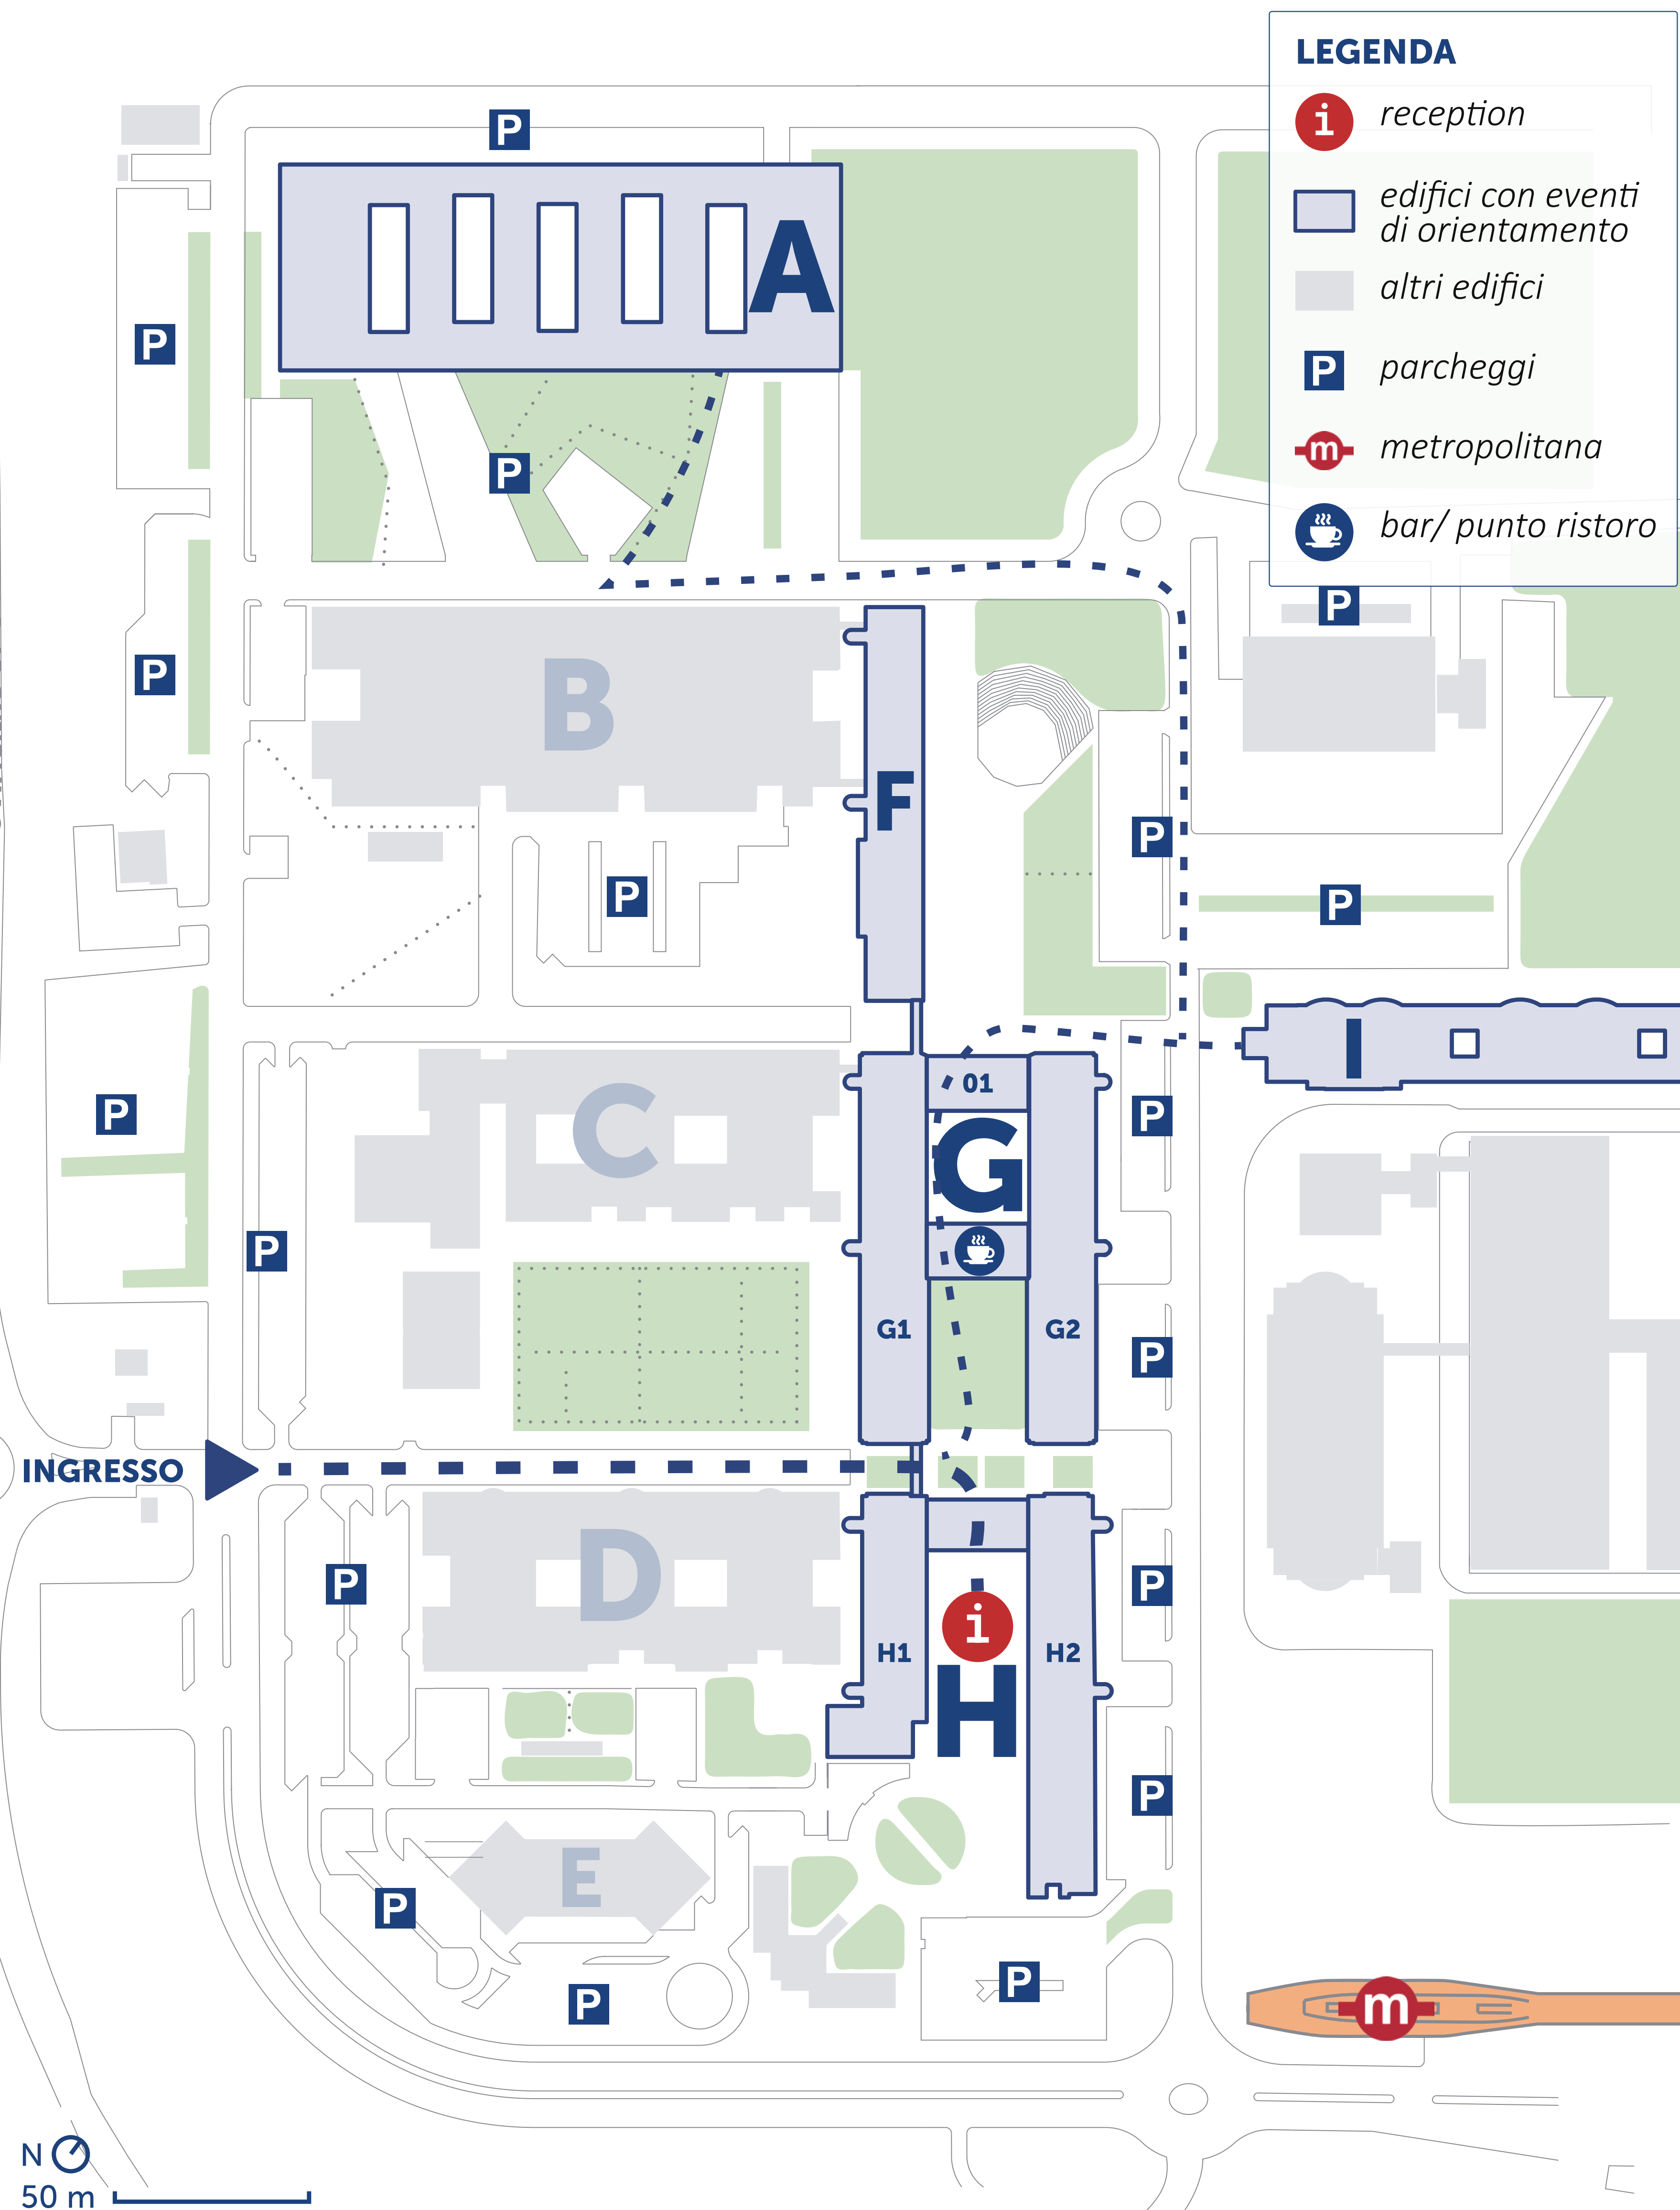 LEGENDA
i
reception
edifici con eventi
di orientamento
altri edifici
P
parcheggi
m
metropolitana
bar/ punto ristoro
P
A
P
P
P
B
P
F
P
P
P
I
01
C
G
P
P
P
G1
G2
P
INGRESSO
D
P
P
i
H1
H2
H
P
E
P
P
P
m
N
50 m